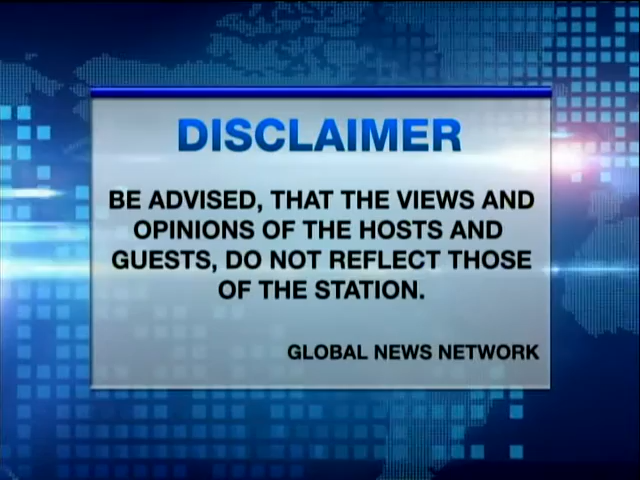 DISCLAIMER
BE ADVISED, THAT THE VIEWS AND
OPINIONS OF THE HOSTS AND
GUESTS, DO NOT REFLECT THOSE
OF THE STATION.
GLOBAL NEWS NETWORK